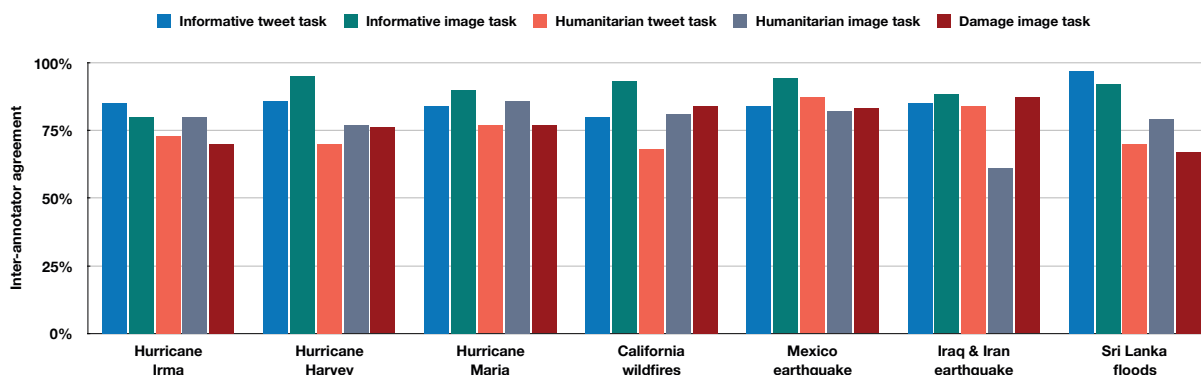 Informative tweet task Informative image task Humanitarian tweet task Humanitarian image task Damage image task
Inter-annotator agreement
100%
75%
50%
25%
0%
Hurricane Irma
Hurricane Harvey
Hurricane Maria
California wildfires
Mexico earthquake
Iraq & Iran earthquake
Sri Lanka floods